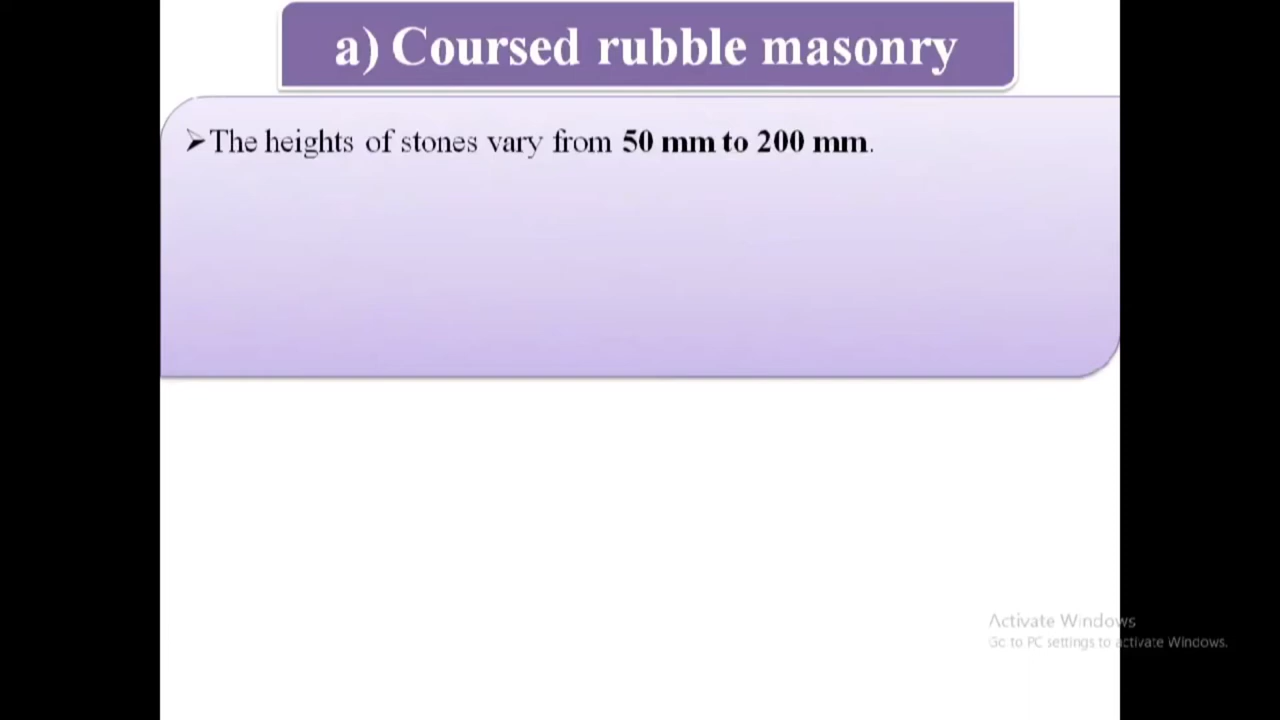 a) Coursed rubble masonry
➢The heights of stones vary from 50 mm to 200 mm.
Activate Windows
Go to PC settings to activate Windows.